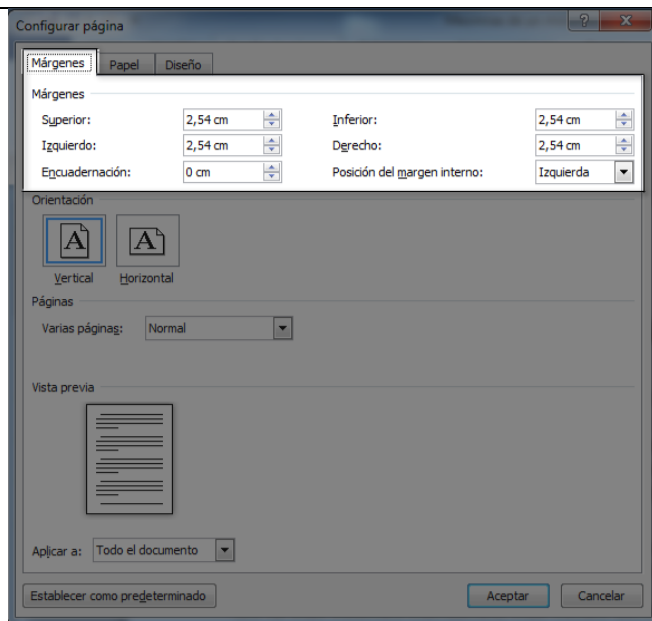 Configurar página
Márgenes Papel Diseño
Márgenes
Superior: 2,54 cm Inferior: 2,54 cm
Izquierdo: 2,54 cm Derecho: 2,54 cm
Encuadernación: 0 cm Posición del margen interno: Izquierda
Orientación
A A
Vertical Horizontal
Páginas
Varias páginas: Normal
Vista previa
Aplicar a: Todo el documento
Establecer como predeterminado Aceptar Cancelar